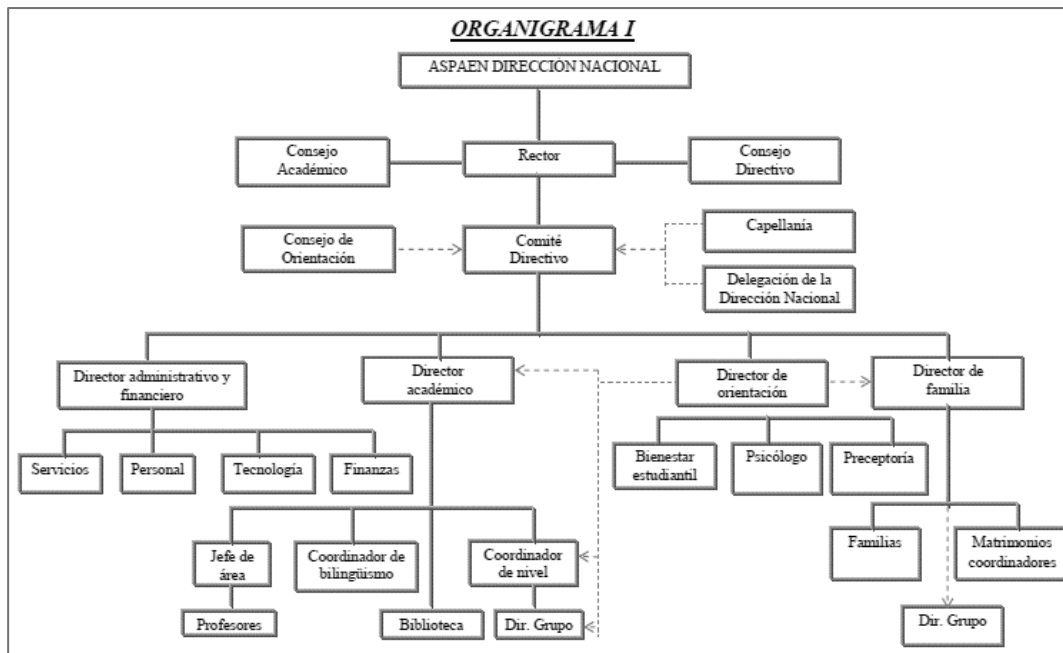 ORGANIGRAMA I
ASPAEN DIRECCIÓN NACIONAL
Consejo
Académico
Rector
Consejo
Directivo
Consejo de
Orientación
Comité
Directivo
Capellanía
Delegación de la
Dirección Nacional
Director administrativo y
financiero
Director
académico
Director de
orientación
Director de
familia
Servicios
Personal
Tecnología
Finanzas
Bienestar
estudiantil
Psicólogo
Preceptoría
Jefe de
área
Coordinador de
bilingüismo
Coordinador
de nivel
Familias
Matrimonios
coordinadores
Profesores
Biblioteca
Dir. Grupo
Dir. Grupo